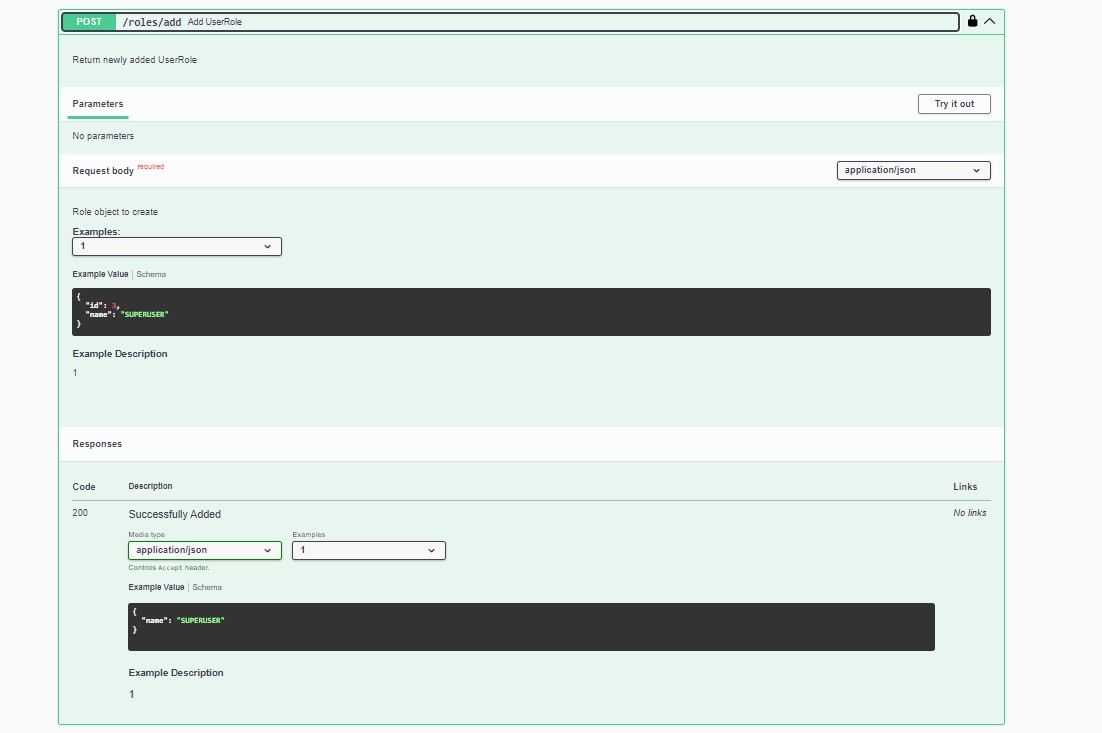 POST /roles/add Add UserRole
Return newly added UserRole
Parameters Try it out
No parameters
Request body required application/json
Role object to create
Examples:
1
Example Value | Schema
{
"id": 3,
"name": "SUPERUSER"
}
Example Description
1
Responses
Code Description Links
200 Successfully Added No links
Media type Examples
application/json 1
Controls Accept header.
Example Value | Schema
{
"name": "SUPERUSER"
}
Example Description
1